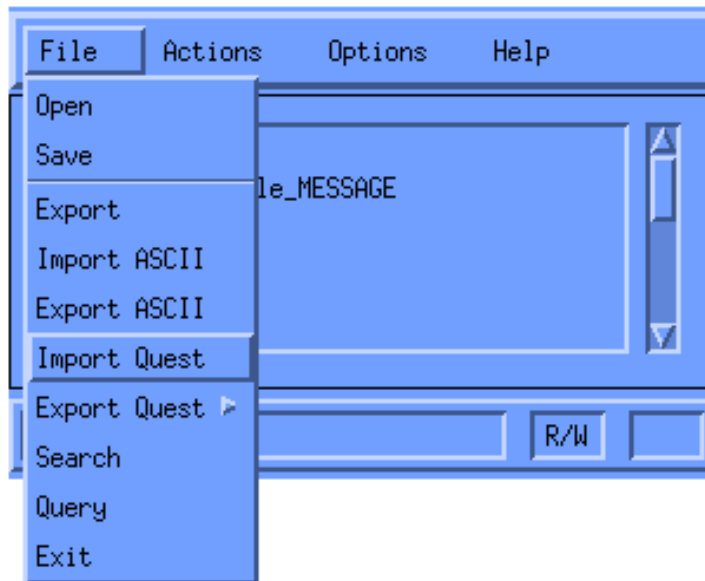 File Actions Options Help
Open
Save
le_MESSAGE
Export
Import ASCII
Export ASCII
Import Quest
Export Quest
R/W
Search
Query
Exit